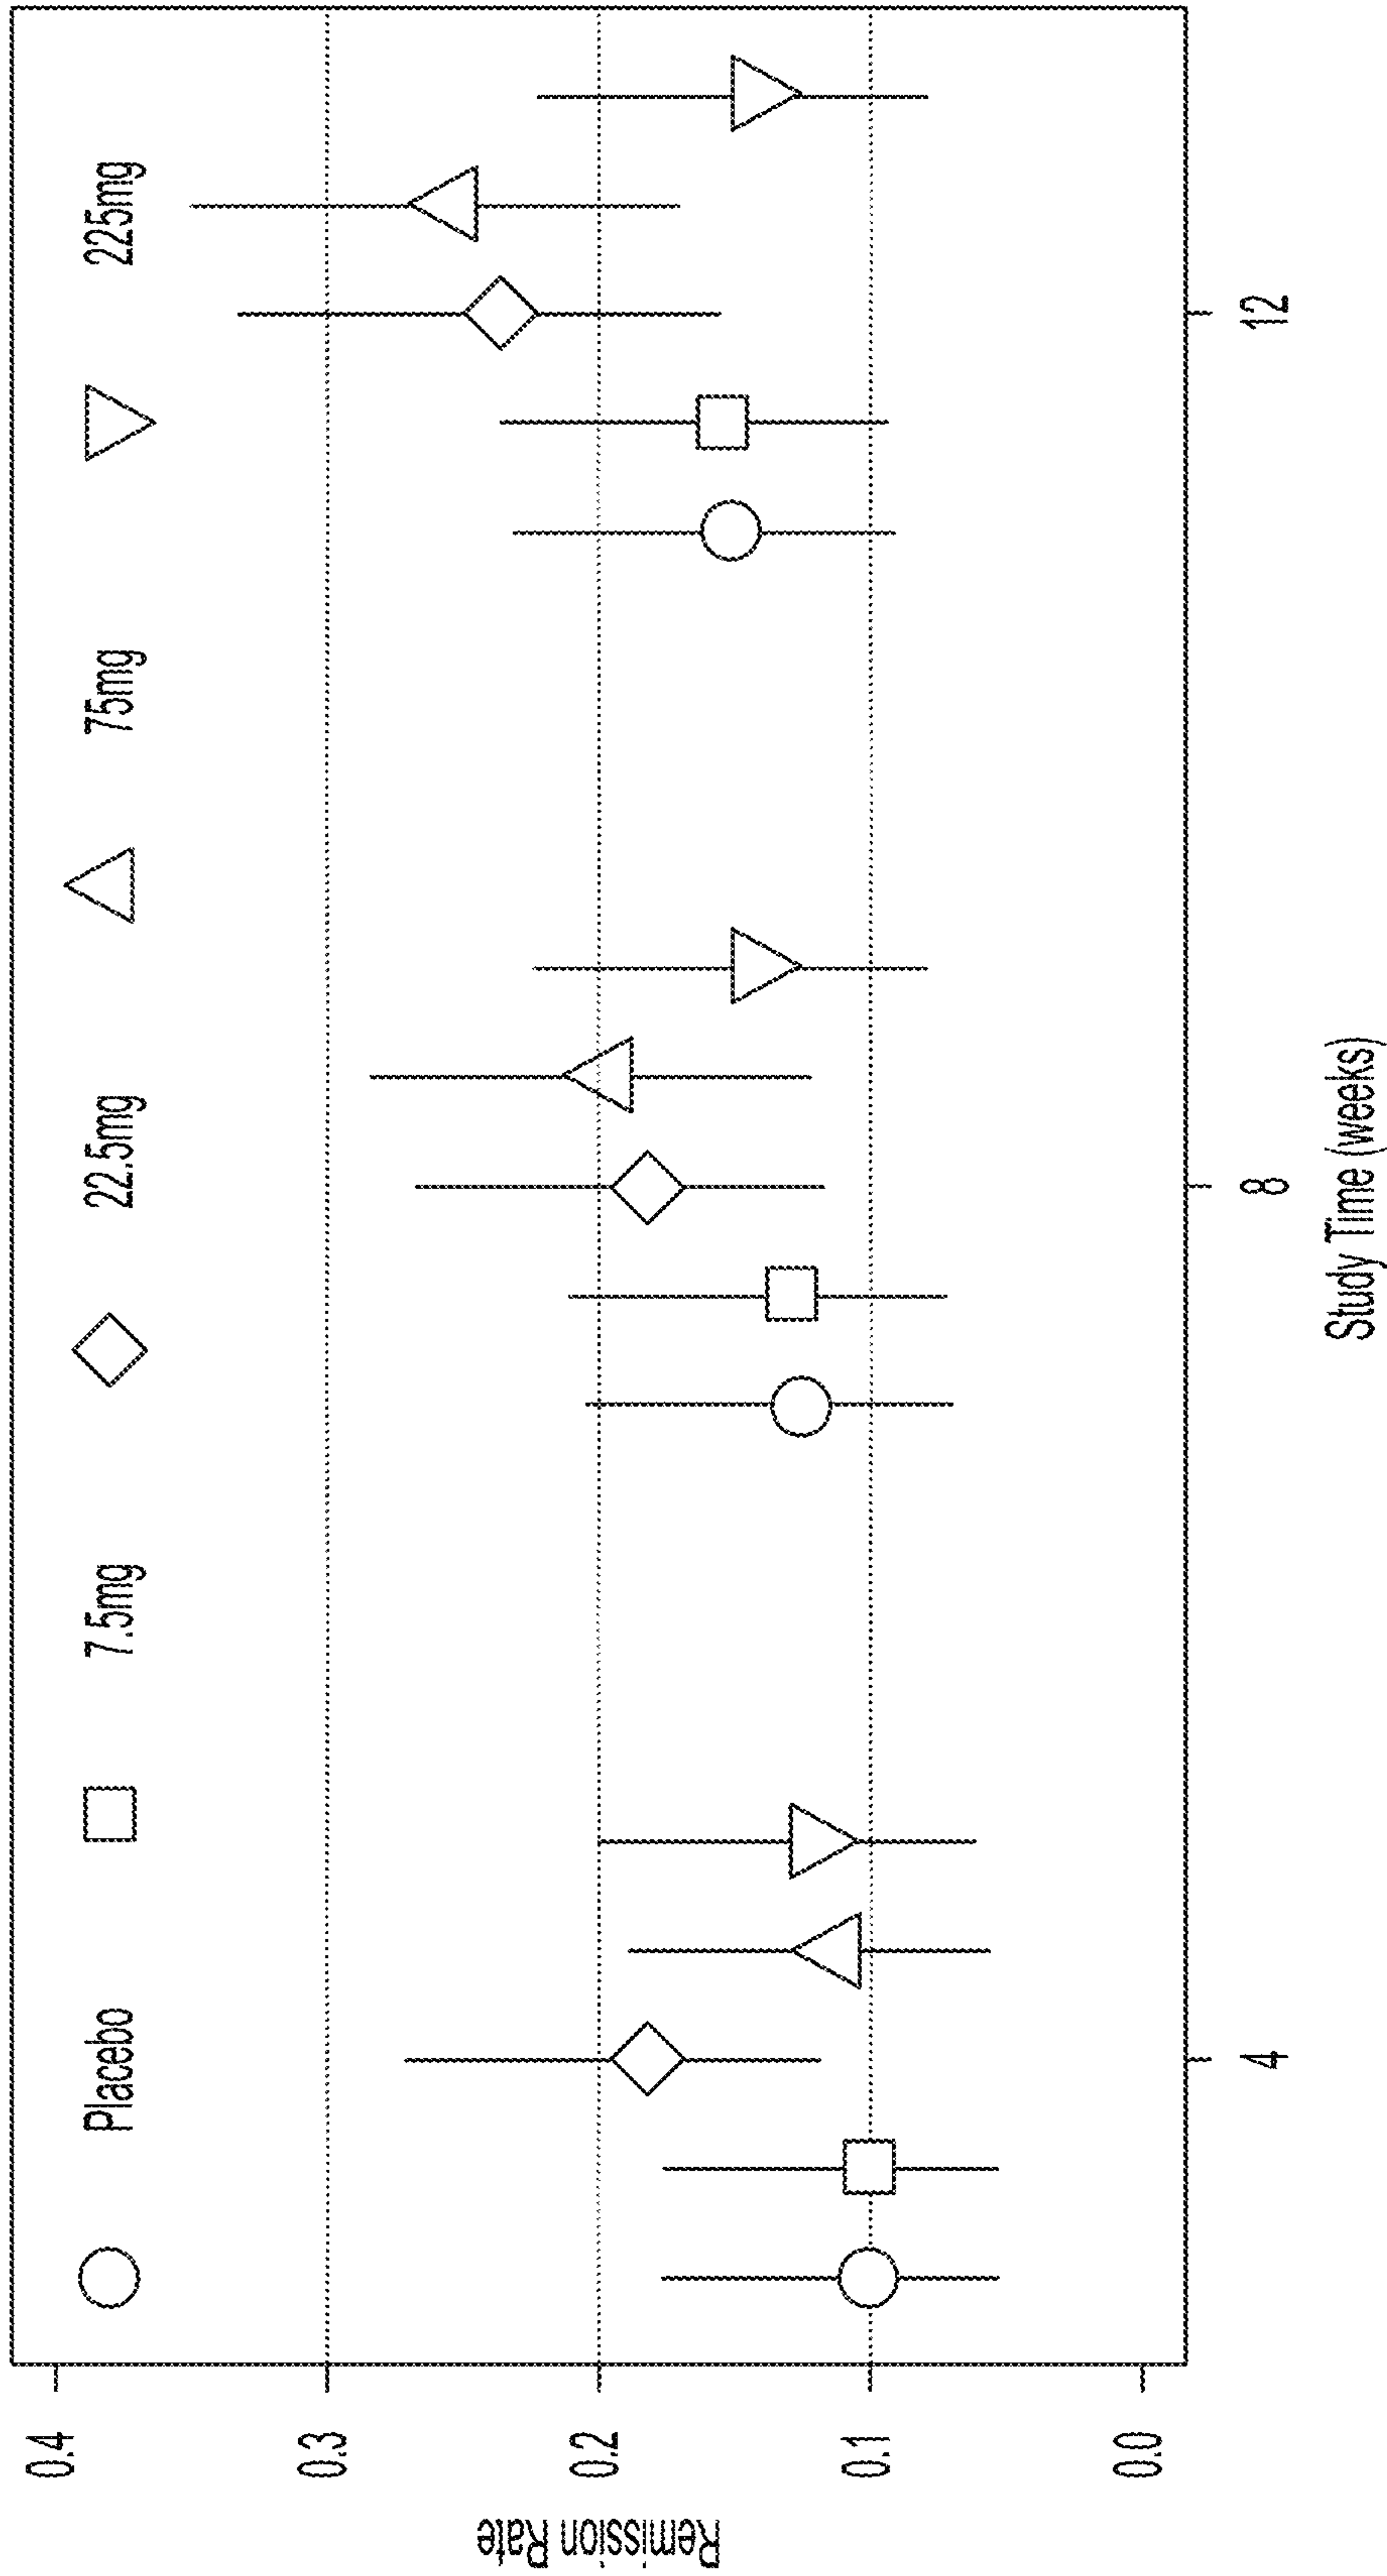 Placebo 7.5mg 22.5mg 75mg 225mg
Remission Rate
0.4
0.3
0.2
0.1
0.0
4 8 12
Study Time (weeks)